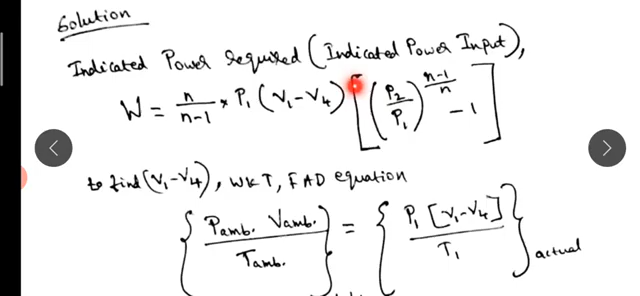 Solution
Indicated Power required (Indicated Power Input),
W = n/n-1 * P1 (V1-V4) [(P2/P1)^(n-1/n) - 1]
to find (V1-V4), WKT, FAD equation
{Pamb. Vamb./Tamb.} = {P1 [V1-V4]/T1} actual